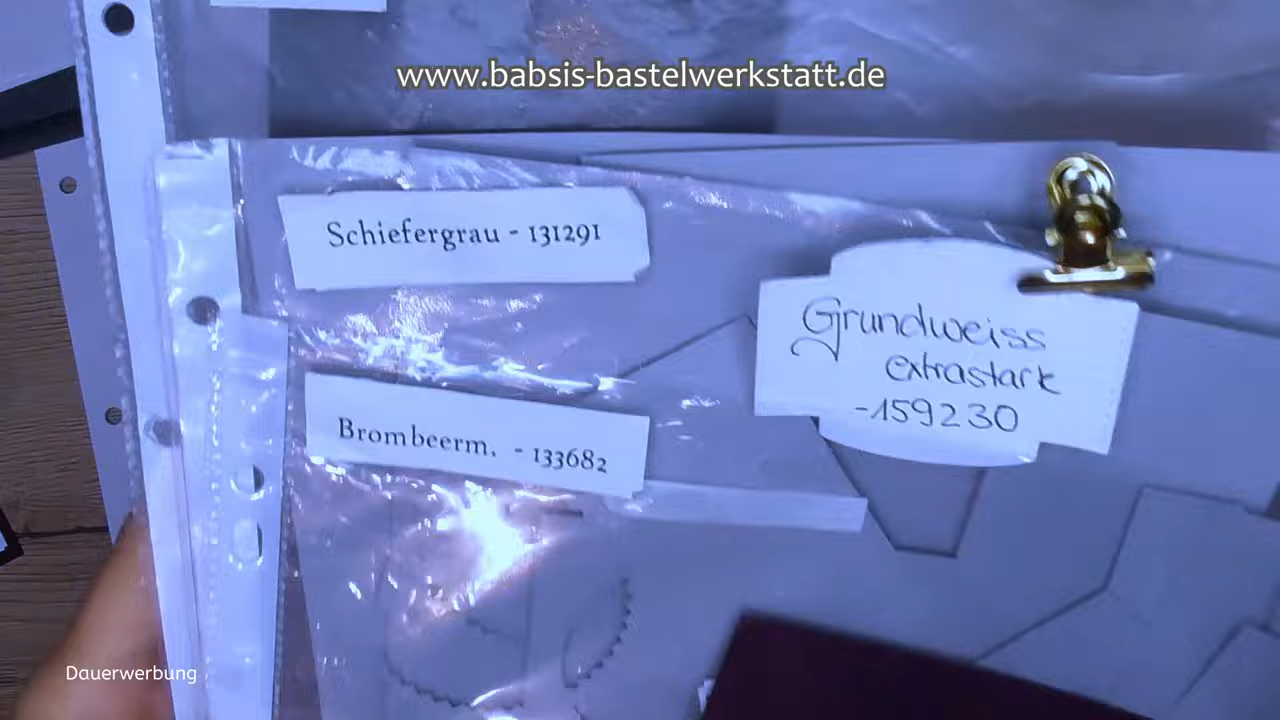 www.babsis-bastelwerkstatt.de
Schiefergrau - 131291
Grundweiss
extrastark
-159230
Brombeerm. - 133682
Dauerwerbung